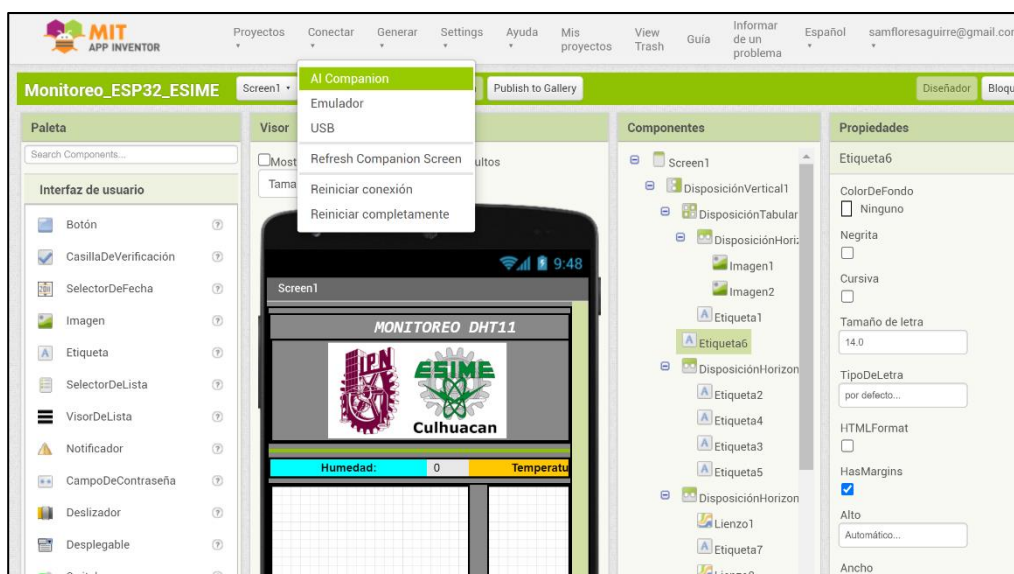 MIT
APP INVENTOR
Proyectos
Conectar
Generar
Settings
Ayuda
Mis proyectos
View Trash
Guía
Informar de un problema
Español
samfloresaguirre@gmail.com
Monitoreo_ESP32_ESIME
Screen1
Publish to Gallery
Diseñador
Bloqu
AI Companion
Emulador
USB
Refresh Companion Screen
Reiniciar conexión
Reiniciar completamente
Paleta
Search Components...
Interfaz de usuario
Botón
CasillaDeVerificación
SelectorDeFecha
Imagen
Etiqueta
SelectorDeLista
VisorDeLista
Notificador
CampoDeContraseña
Deslizador
Desplegable
Visor
Most
ultos
Tama
9:48
Screen1
MONITOREO DHT11
IPN
ESIME
Culhuacan
Humedad:
0
Temperatu
Componentes
Screen1
DisposiciónVertical1
DisposiciónTabular
DisposiciónHoriz
Imagen1
Imagen2
Etiqueta1
Etiqueta6
DisposiciónHorizon
Etiqueta2
Etiqueta4
Etiqueta3
Etiqueta5
DisposiciónHorizon
Lienzo1
Etiqueta7
Propiedades
Etiqueta6
ColorDeFondo
Ninguno
Negrita
Cursiva
Tamaño de letra
14.0
TipoDeLetra
por defecto...
HTMLFormat
HasMargins
Alto
Automático...
Ancho